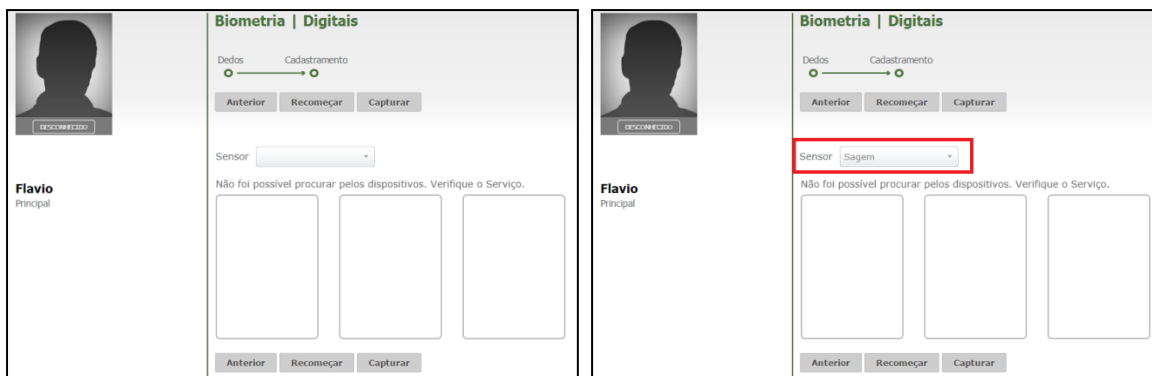 Biometria | Digitais
Dedos Cadastramento
Anterior Recomeçar Capturar
DESCONHECIDO
Sensor
Flavio
Principal
Não foi possível procurar pelos dispositivos. Verifique o Serviço.
Anterior Recomeçar Capturar
Biometria | Digitais
Dedos Cadastramento
Anterior Recomeçar Capturar
DESCONHECIDO
Sensor Sagem
Flavio
Principal
Não foi possível procurar pelos dispositivos. Verifique o Serviço.
Anterior Recomeçar Capturar